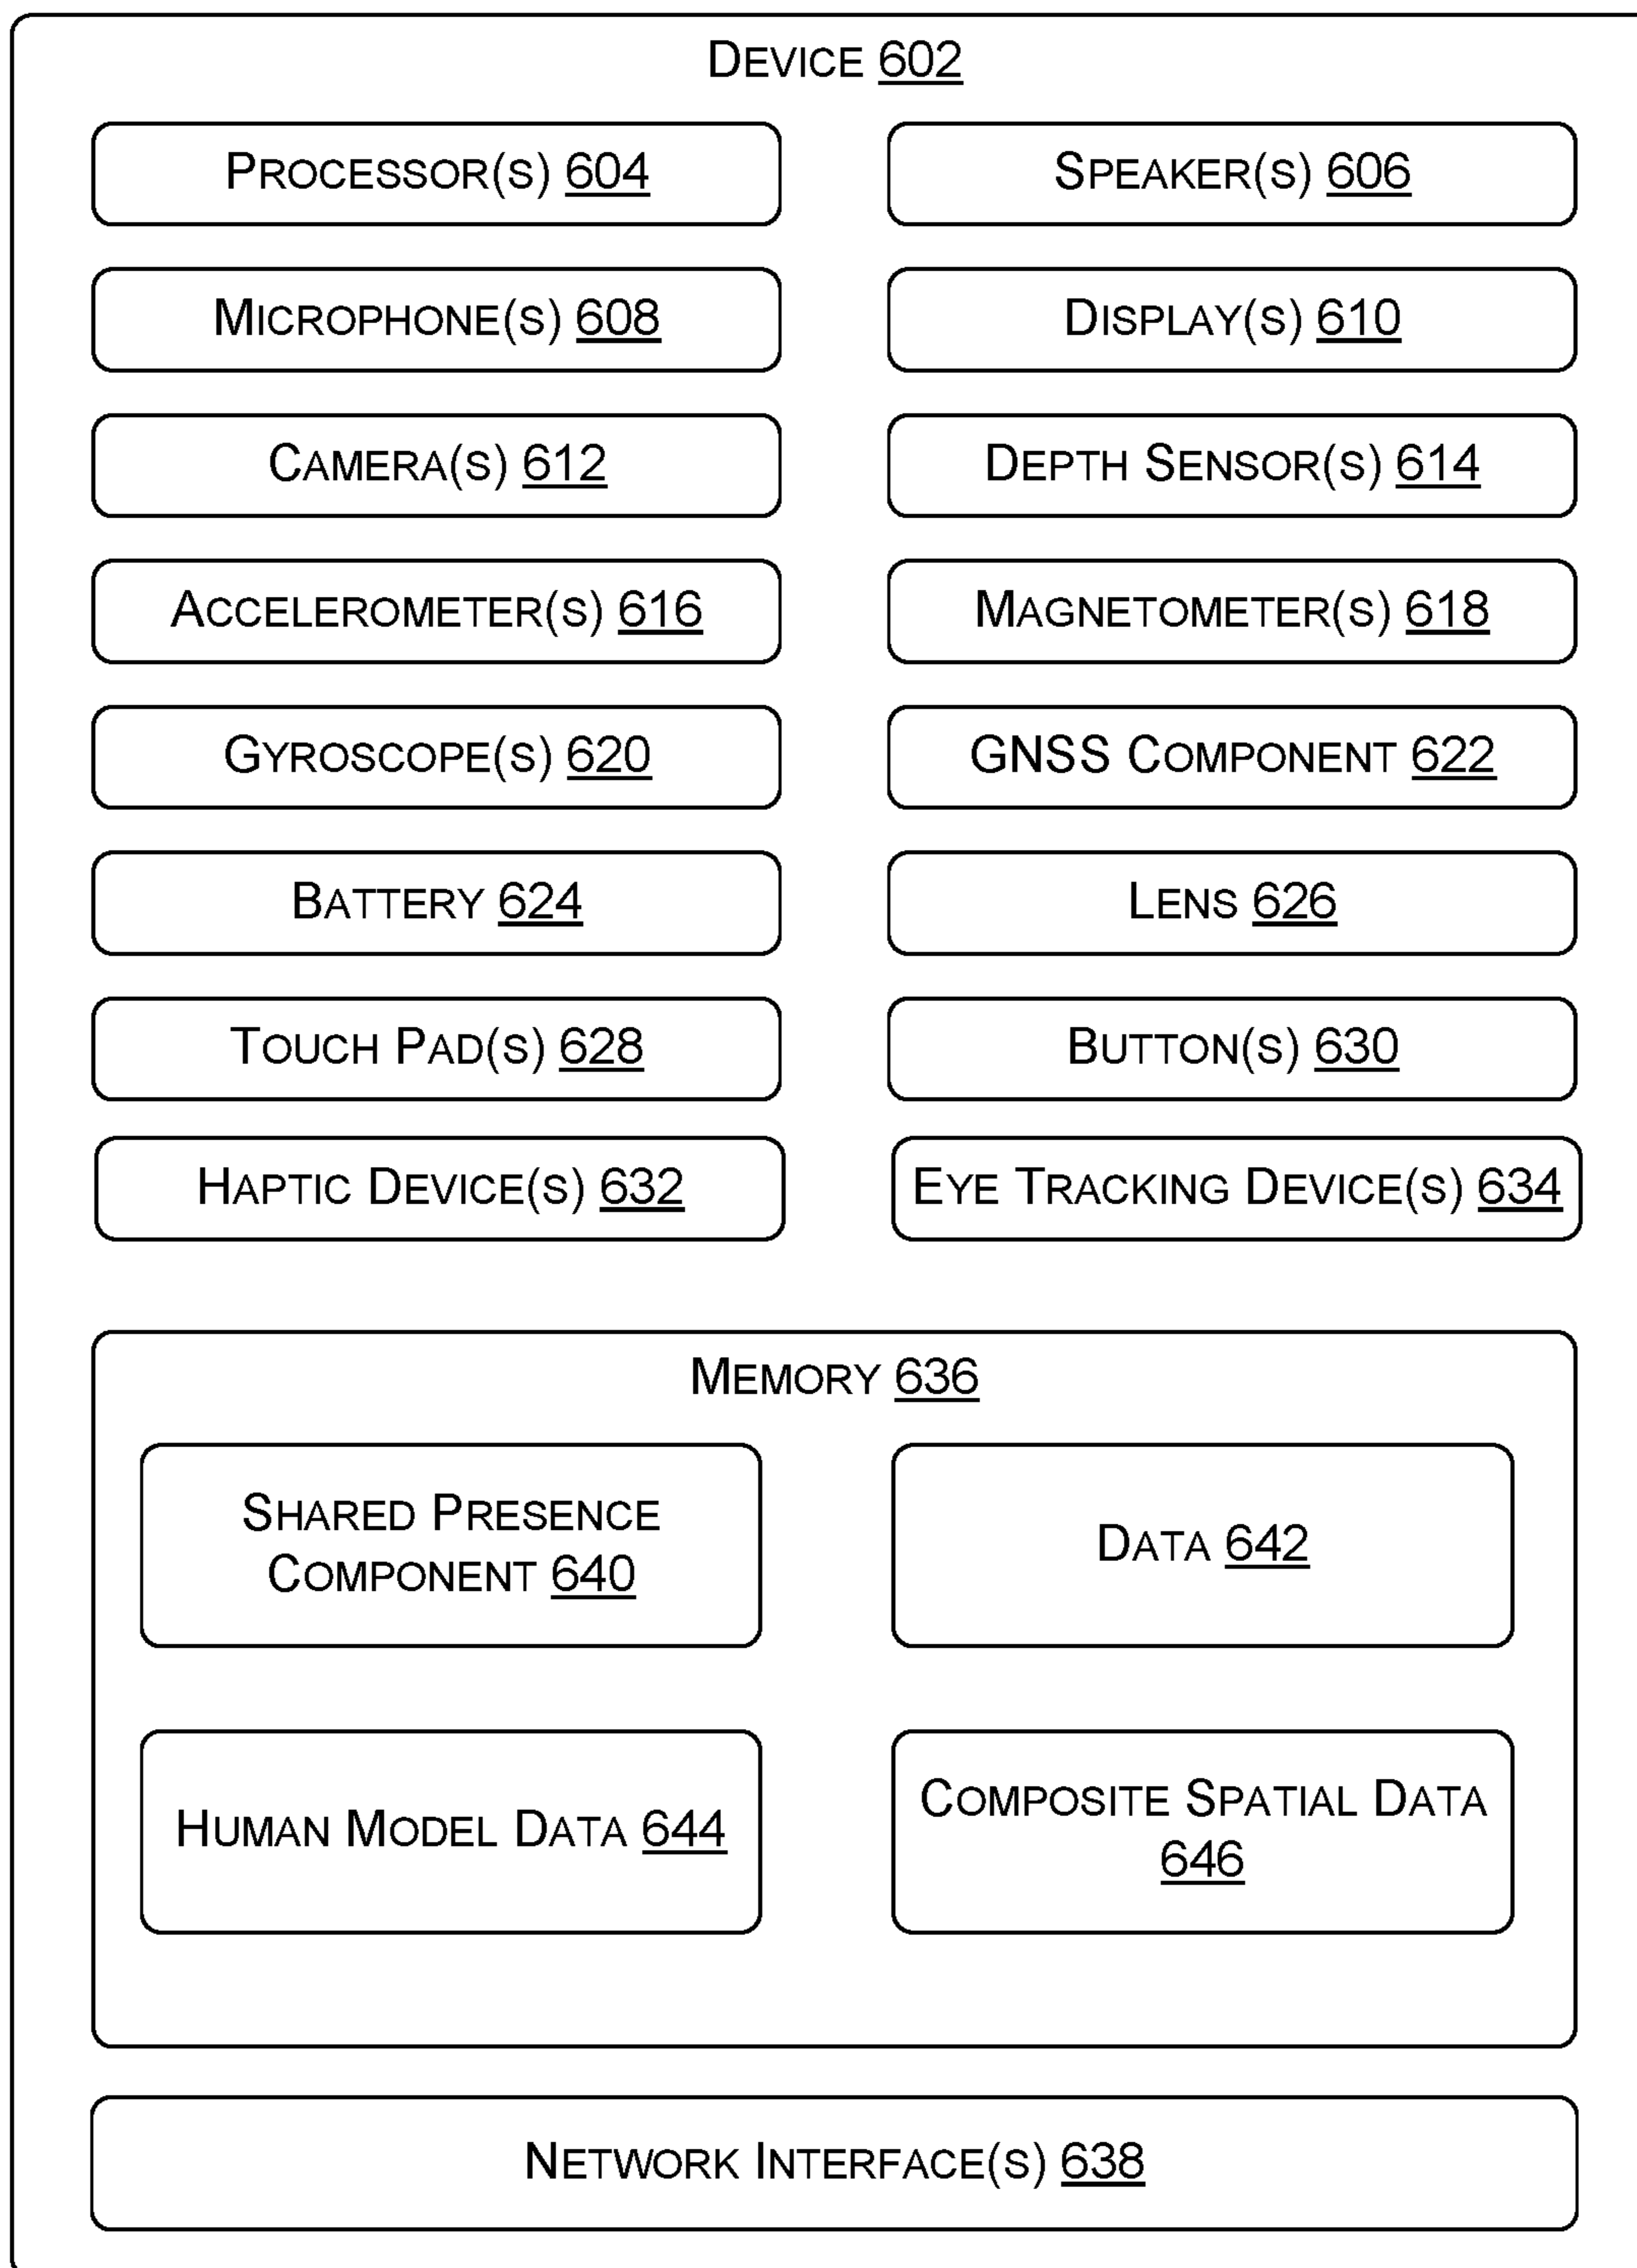 DEVICE 602
PROCESSOR(S) 604
SPEAKER(S) 606
MICROPHONE(S) 608
DISPLAY(S) 610
CAMERA(S) 612
DEPTH SENSOR(S) 614
ACCELEROMETER(S) 616
MAGNETOMETER(S) 618
GYROSCOPE(S) 620
GNSS COMPONENT 622
BATTERY 624
LENS 626
TOUCH PAD(S) 628
BUTTON(S) 630
HAPTIC DEVICE(S) 632
EYE TRACKING DEVICE(S) 634
MEMORY 636
SHARED PRESENCE
COMPONENT 640
DATA 642
HUMAN MODEL DATA 644
COMPOSITE SPATIAL DATA
646
NETWORK INTERFACE(S) 638